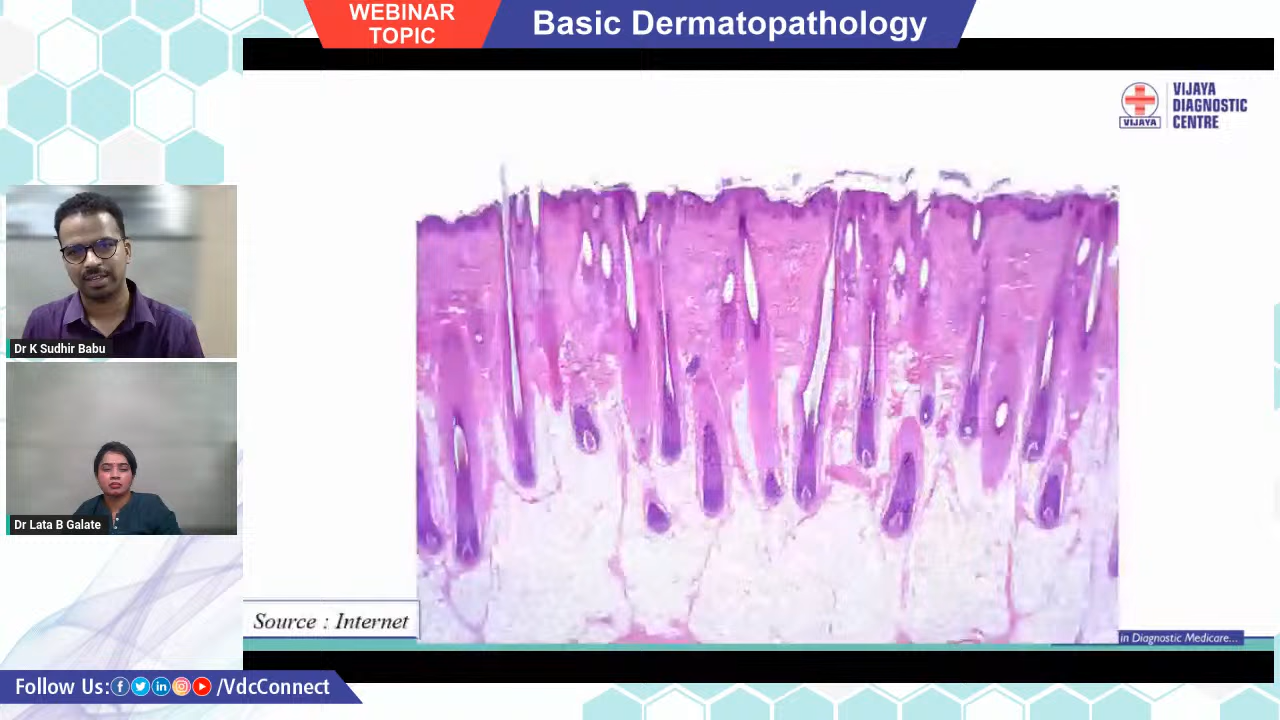 WEBINAR
TOPIC
Basic Dermatopathology
VIJAYA
DIAGNOSTIC
CENTRE
VIJAYA
Dr K Sudhir Babu
Dr Lata B Galate
Source : Internet
in Diagnostic Medicare...
Follow Us: /VdcConnect